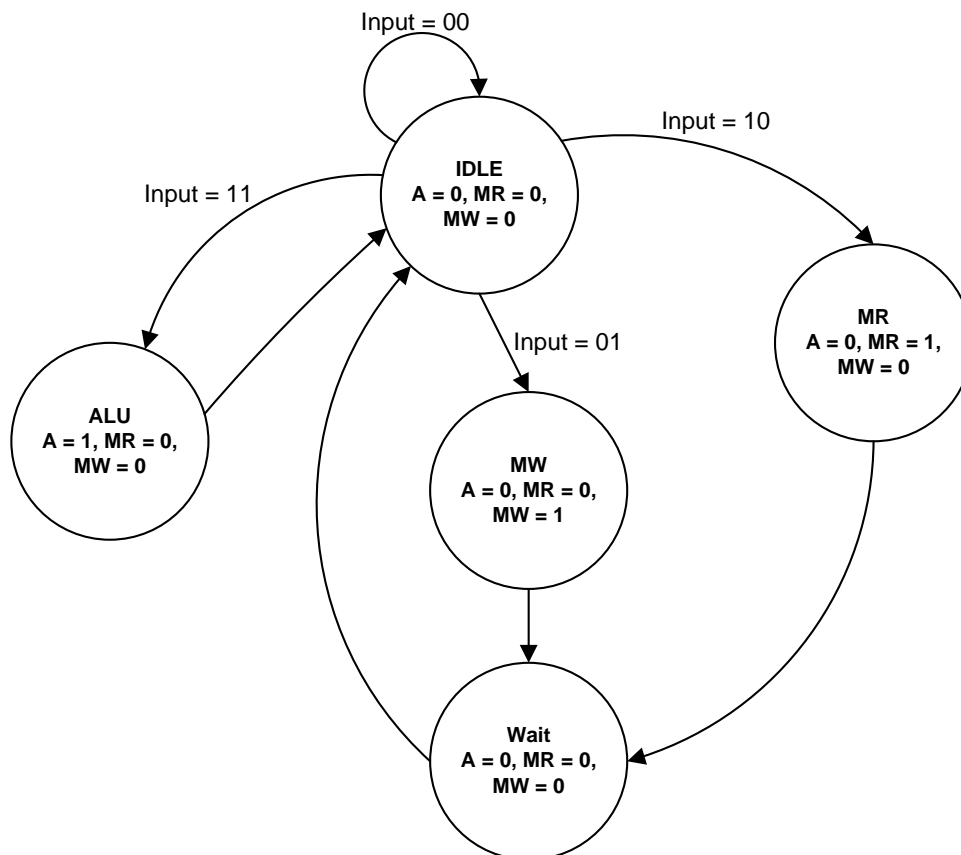 Input = 00
Input = 10
IDLE
A = 0, MR = 0,
MW = 0
Input = 11
MR
A = 0, MR = 1,
MW = 0
Input = 01
ALU
A = 1, MR = 0,
MW = 0
MW
A = 0, MR = 0,
MW = 1
Wait
A = 0, MR = 0,
MW = 0